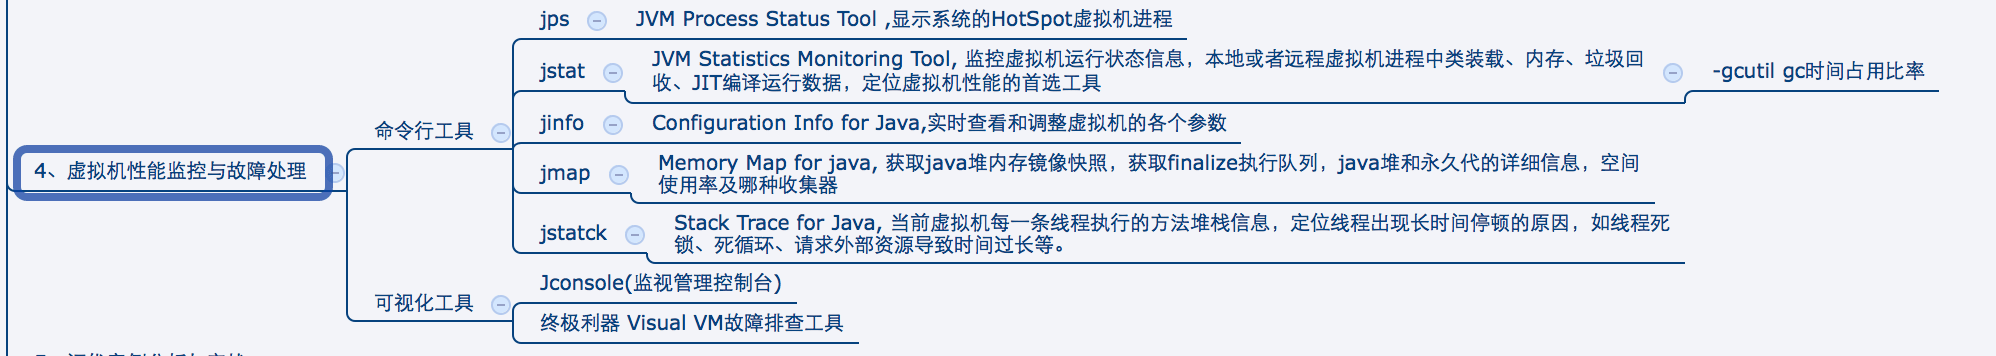 4、虚拟机性能监控与故障处理
命令行工具
jps
JVM Process Status Tool ,显示系统的HotSpot虚拟机进程
jstat
JVM Statistics Monitoring Tool, 监控虚拟机运行状态信息，本地或者远程虚拟机进程中类装载、内存、垃圾回
收、JIT编译运行数据，定位虚拟机性能的首选工具
-gcutil gc时间占用比率
jinfo
Configuration Info for Java,实时查看和调整虚拟机的各个参数
jmap
Memory Map for java, 获取java堆内存镜像快照，获取finalize执行队列，java堆和永久代的详细信息，空间
使用率及哪种收集器
jstatck
Stack Trace for Java, 当前虚拟机每一条线程执行的方法堆栈信息，定位线程出现长时间停顿的原因，如线程死
锁、死循环、请求外部资源导致时间过长等。
可视化工具
Jconsole(监视管理控制台)
终极利器 Visual VM故障排查工具